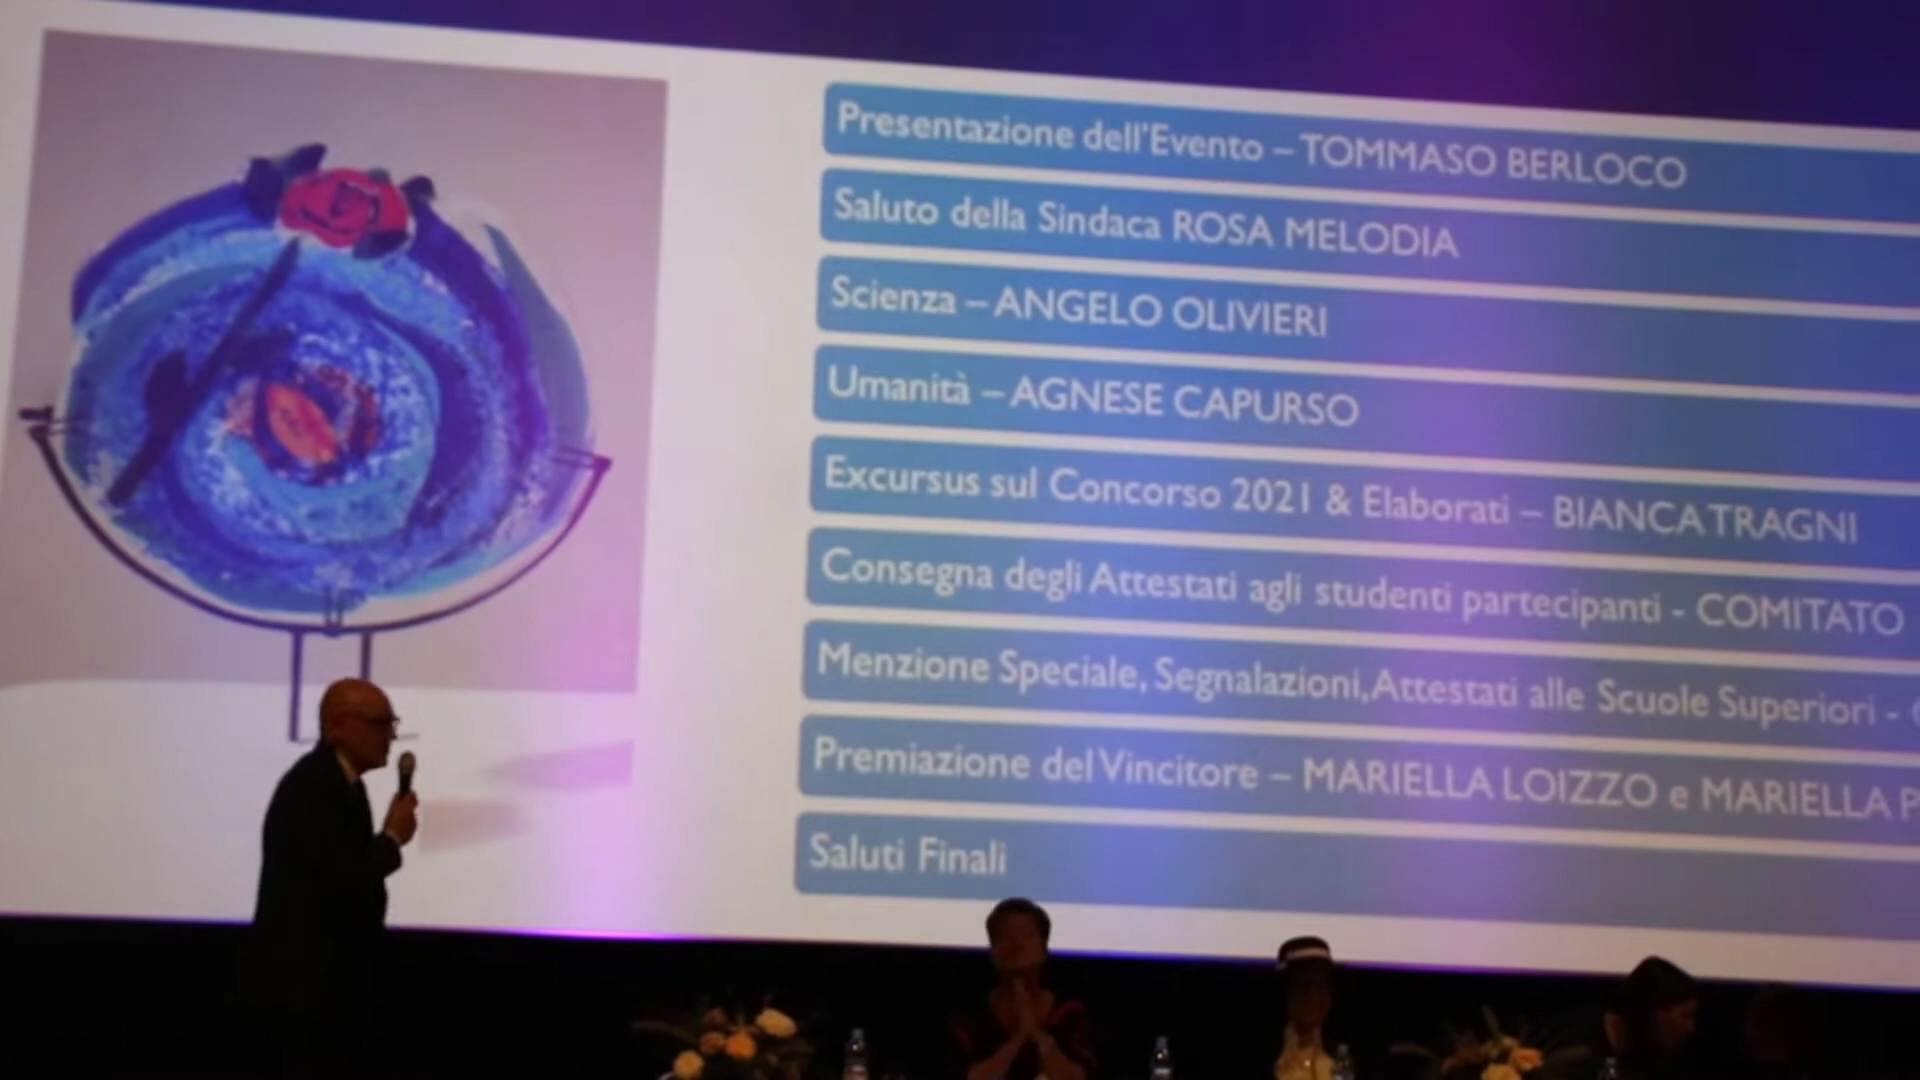 Presentazione dell'Evento – TOMMASO BERLOCO
Saluto della Sindaca ROSA MELODIA
Scienza – ANGELO OLIVIERI
Umanità – AGNESE CAPURSO
Excursus sul Concorso 2021 & Elaborati – BIANCA TRAGNI
Consegna degli Attestati agli studenti partecipanti - COMITATO
Menzione Speciale, Segnalazioni, Attestati alle Scuole Superiori -
Premiazione del Vincitore – MARIELLA LOIZZO e MARIELLA
Saluti Finali